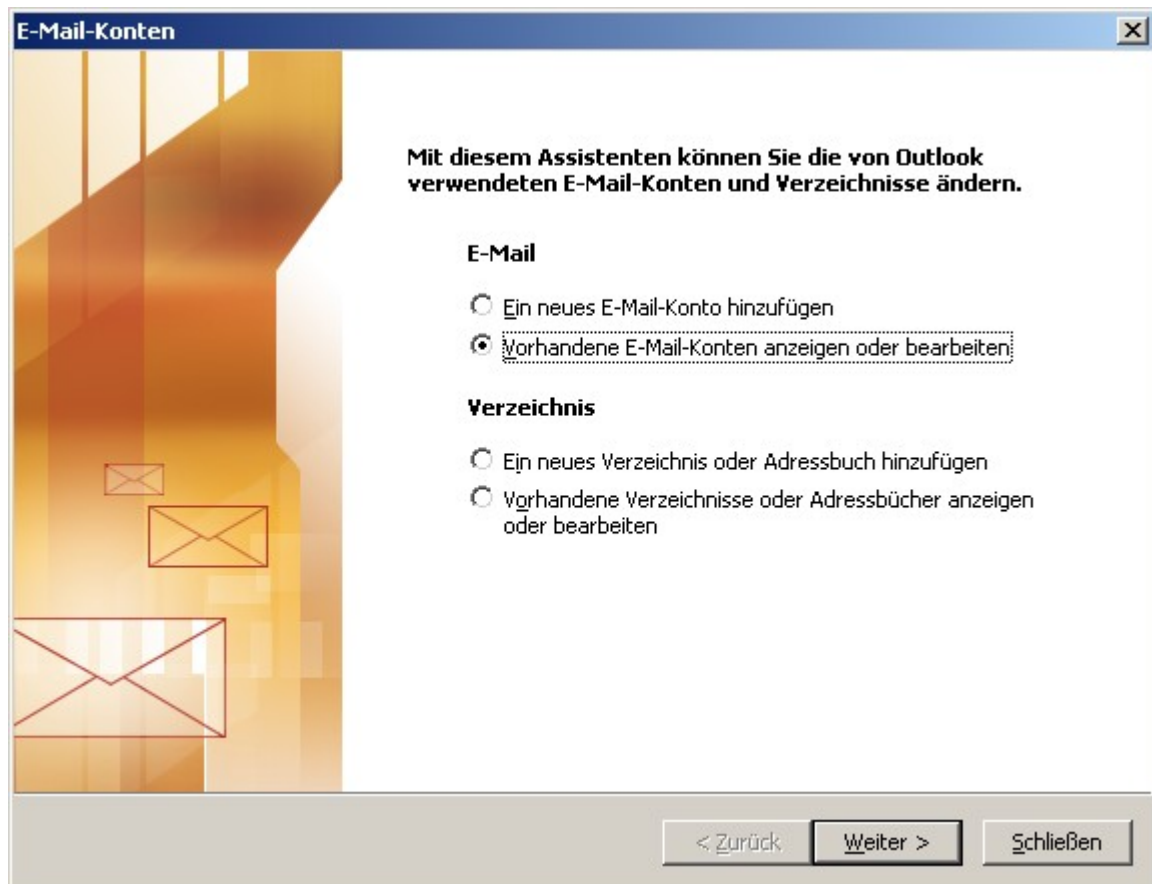 E-Mail-Konten
Mit diesem Assistenten können Sie die von Outlook
verwendeten E-Mail-Konten und Verzeichnisse ändern.
E-Mail
Ein neues E-Mail-Konto hinzufügen
Vorhandene E-Mail-Konten anzeigen oder bearbeiten
Verzeichnis
Ein neues Verzeichnis oder Adressbuch hinzufügen
Vorhandene Verzeichnisse oder Adressbücher anzeigen
oder bearbeiten
< Zurück Weiter > Schließen